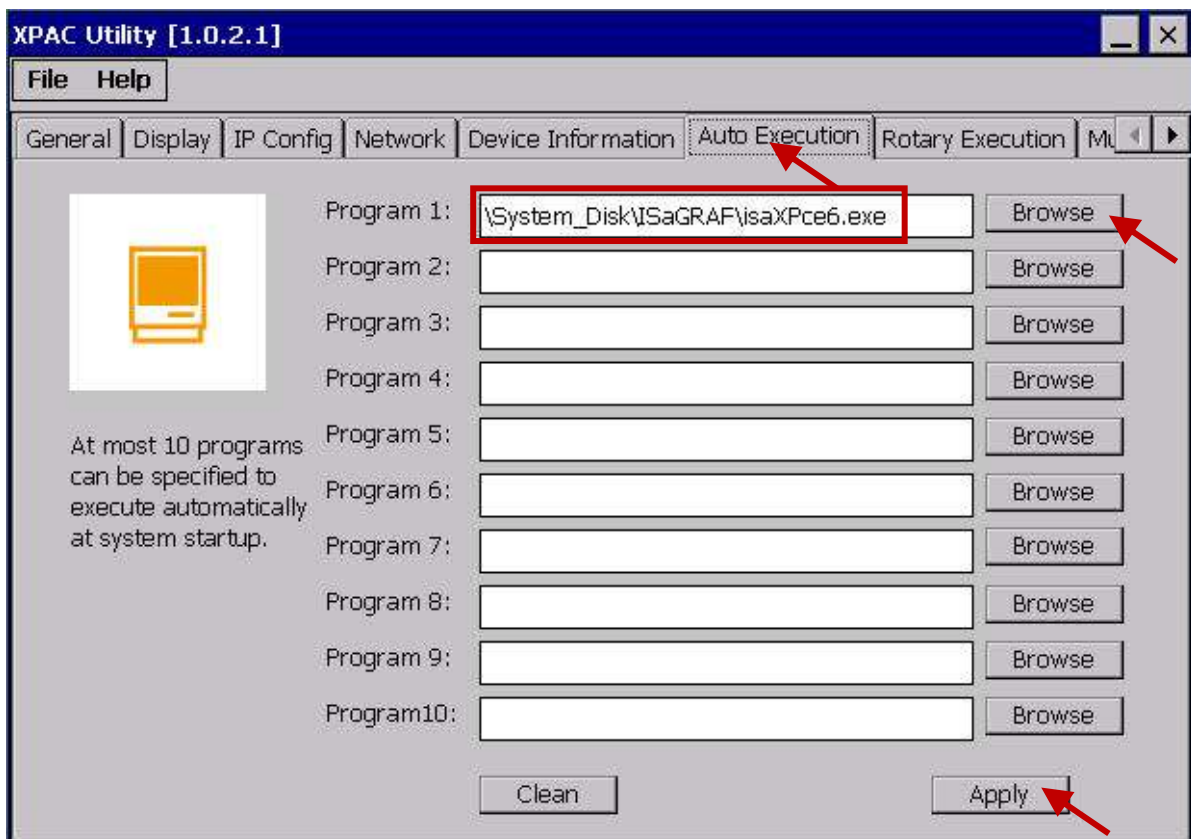 XPAC Utility [1.0.2.1]
File Help
General Display IP Config Network Device Information Auto Execution Rotary Execution
Program 1: \System_Disk\ISaGRAF\isaXPce6.exe Browse
Program 2: Browse
Program 3: Browse
Program 4: Browse
At most 10 programs
can be specified to
execute automatically
at system startup.
Program 5: Browse
Program 6: Browse
Program 7: Browse
Program 8: Browse
Program 9: Browse
Program10: Browse
Clean Apply